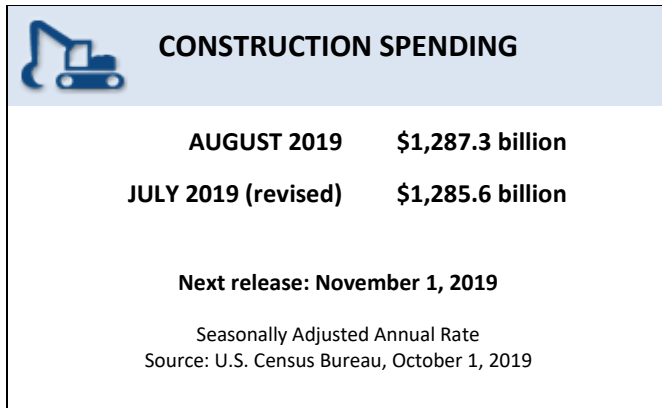 CONSTRUCTION SPENDING
AUGUST 2019 $1,287.3 billion
JULY 2019 (revised) $1,285.6 billion
Next release: November 1, 2019
Seasonally Adjusted Annual Rate
Source: U.S. Census Bureau, October 1, 2019